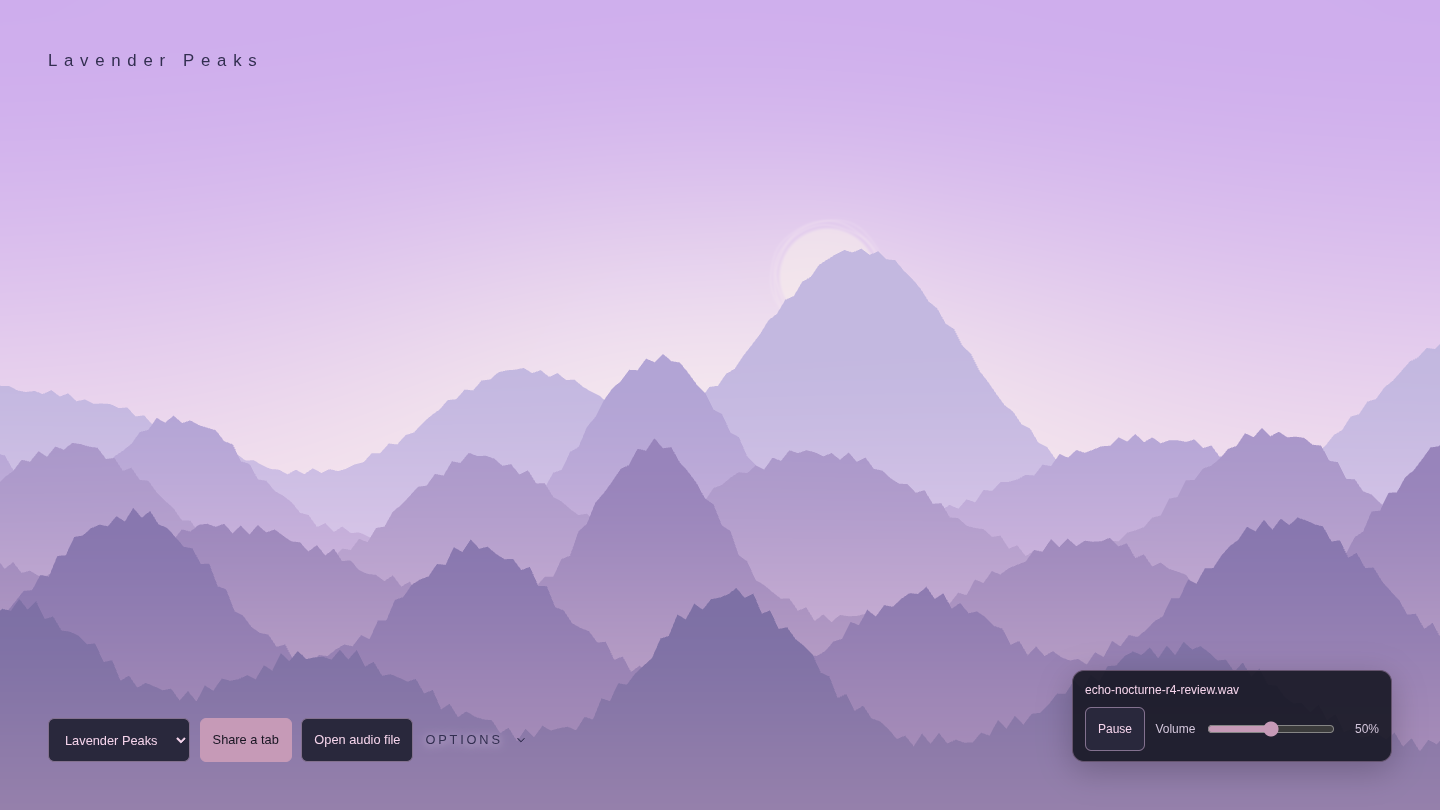 Lavender Peaks
echo-nocturne-r4-review.wav
Pause Volume 50%
Lavender Peaks Share a tab Open audio file OPTIONS